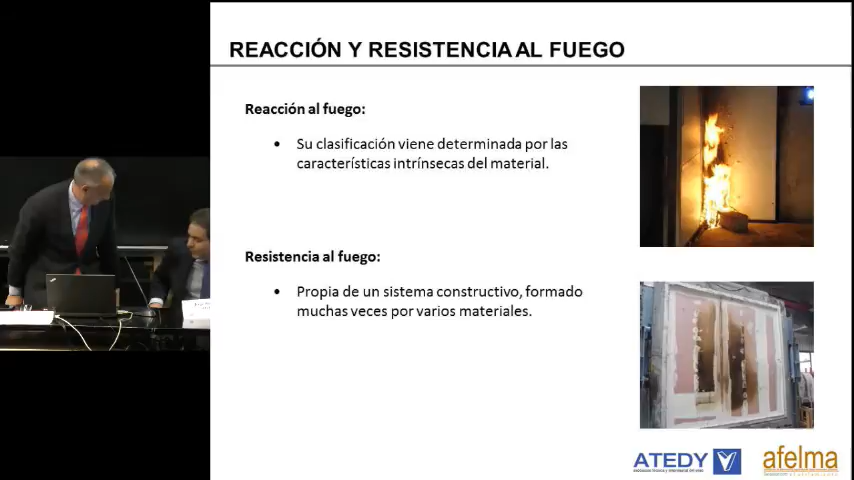 REACCIÓN Y RESISTENCIA AL FUEGO
Reacción al fuego:
• Su clasificación viene determinada por las
características intrínsecas del material.
Resistencia al fuego:
• Propia de un sistema constructivo, formado
muchas veces por varios materiales.
ATEDY
afelma